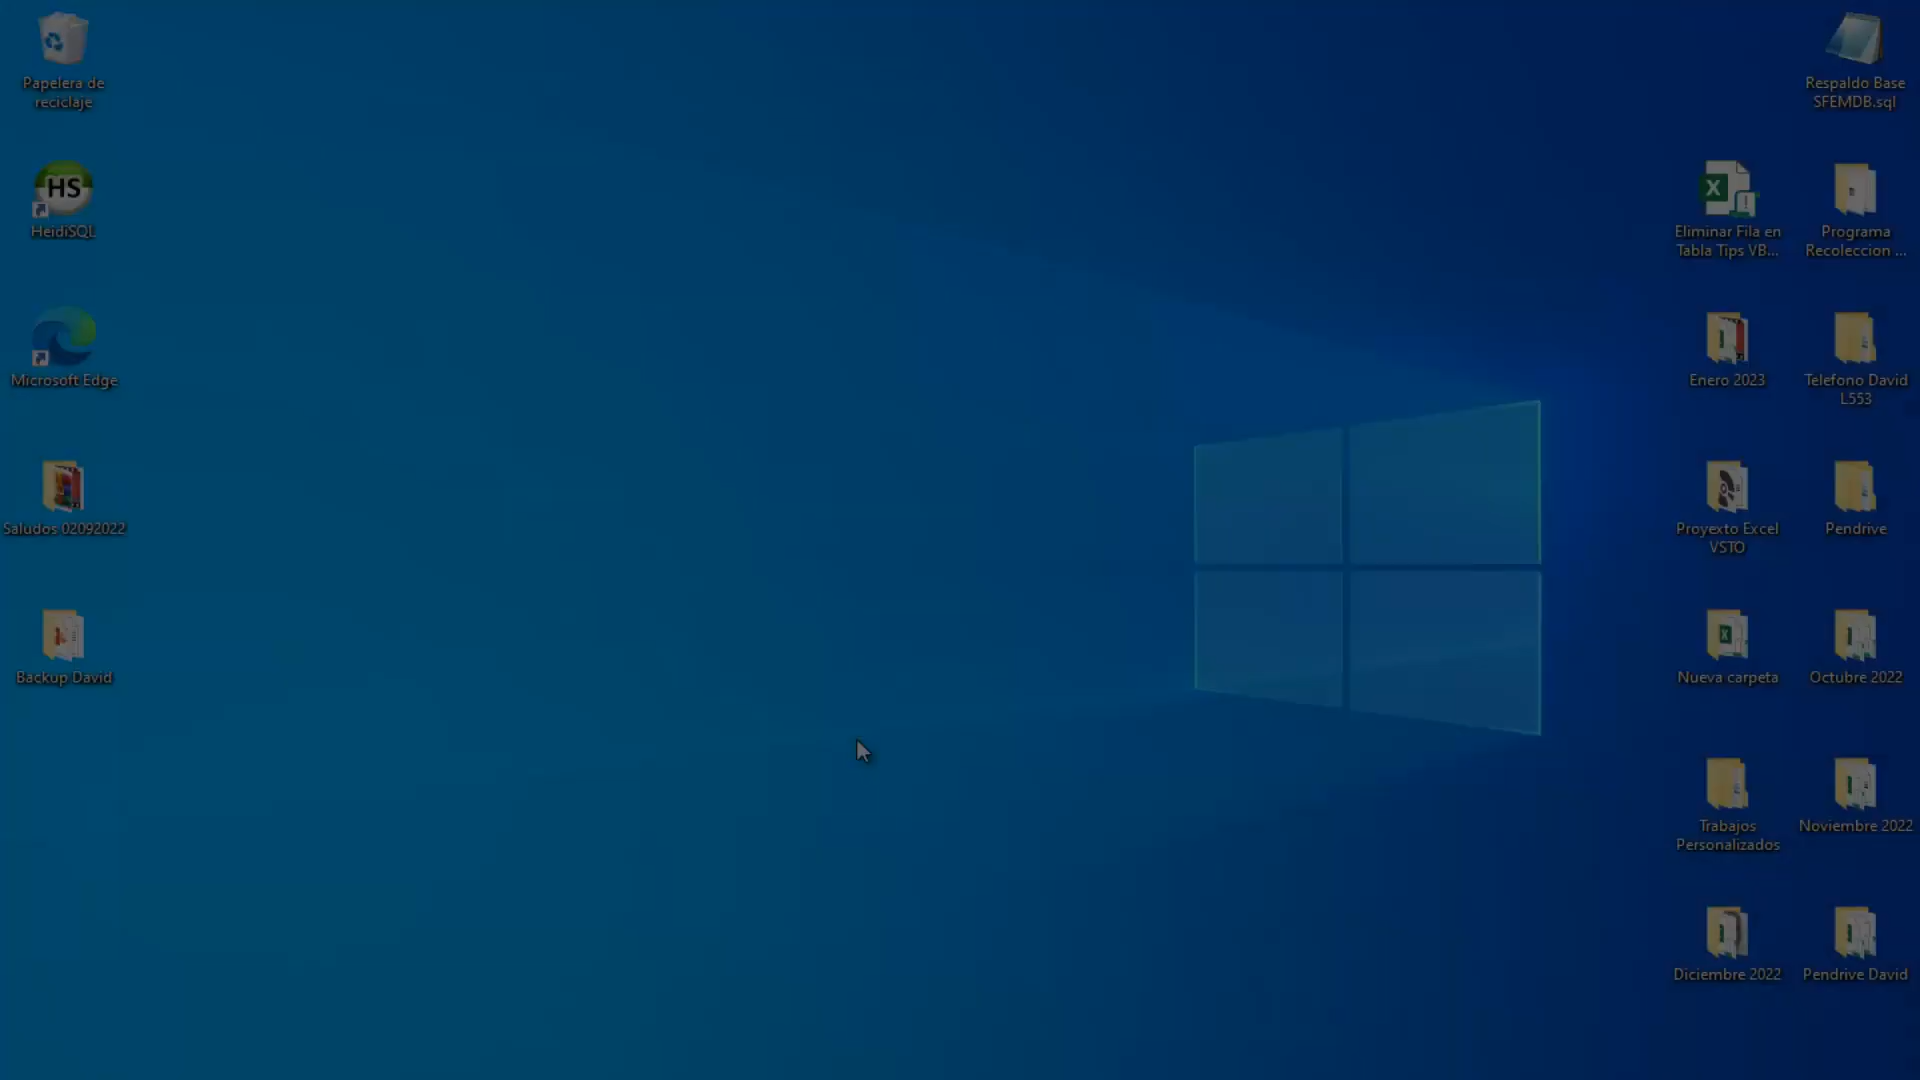 Papelera de
reciclaje
HS
HeidiSQL
Microsoft Edge
Saludos 02092022
Backup David
Respaldo Base
SFEMDB.sql
X
Eliminar Fila en
Tabla Tips VB...
Programa
Recoleccion ...
Enero 2023
Telefono David
L553
Proyexto Excel
VSTO
Pendrive
X
Nueva carpeta
Octubre 2022
Trabajos
Personalizados
Noviembre 2022
Diciembre 2022
Pendrive David